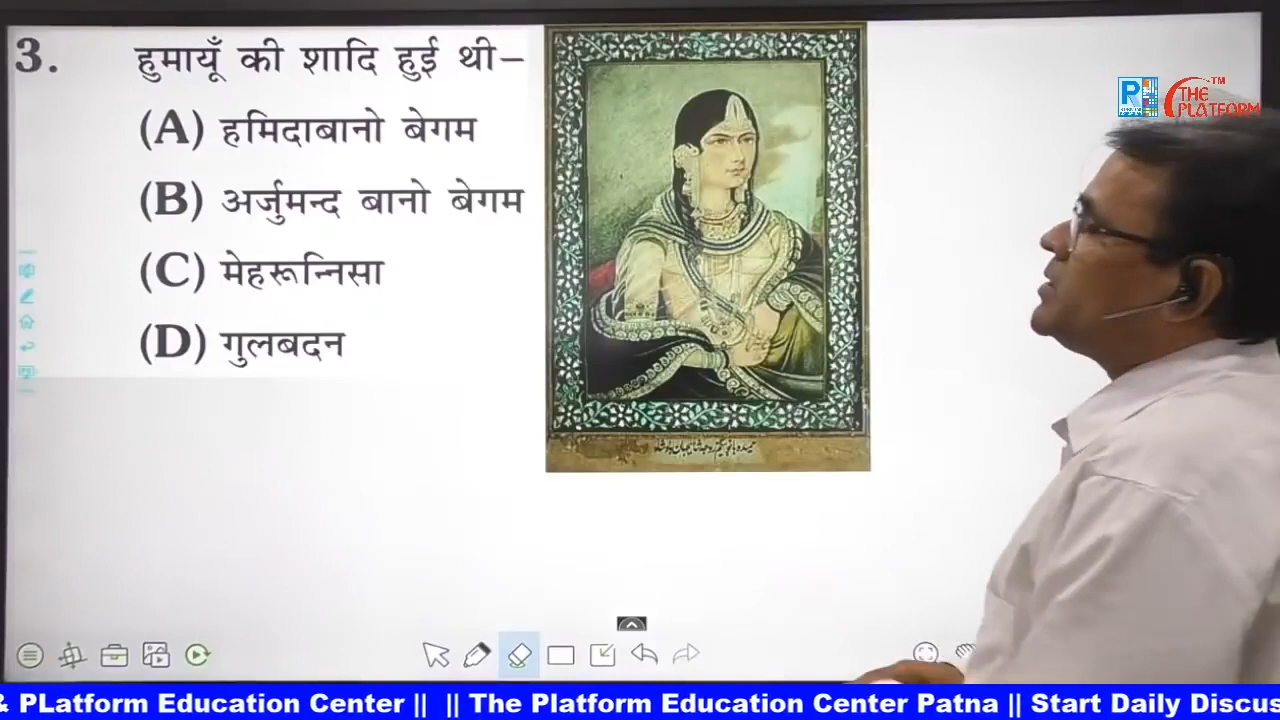 3. हुमायूँ की शादि हुई थी–
(A) हमिदाबानो बेगम
(B) अर्जुमन्द बानो बेगम
(C) मेहरून्निसा
(D) गुलबदन
THE PLATFORM™
& PLatform Education Center || || The Platform Education Center Patna || Start Daily Discus